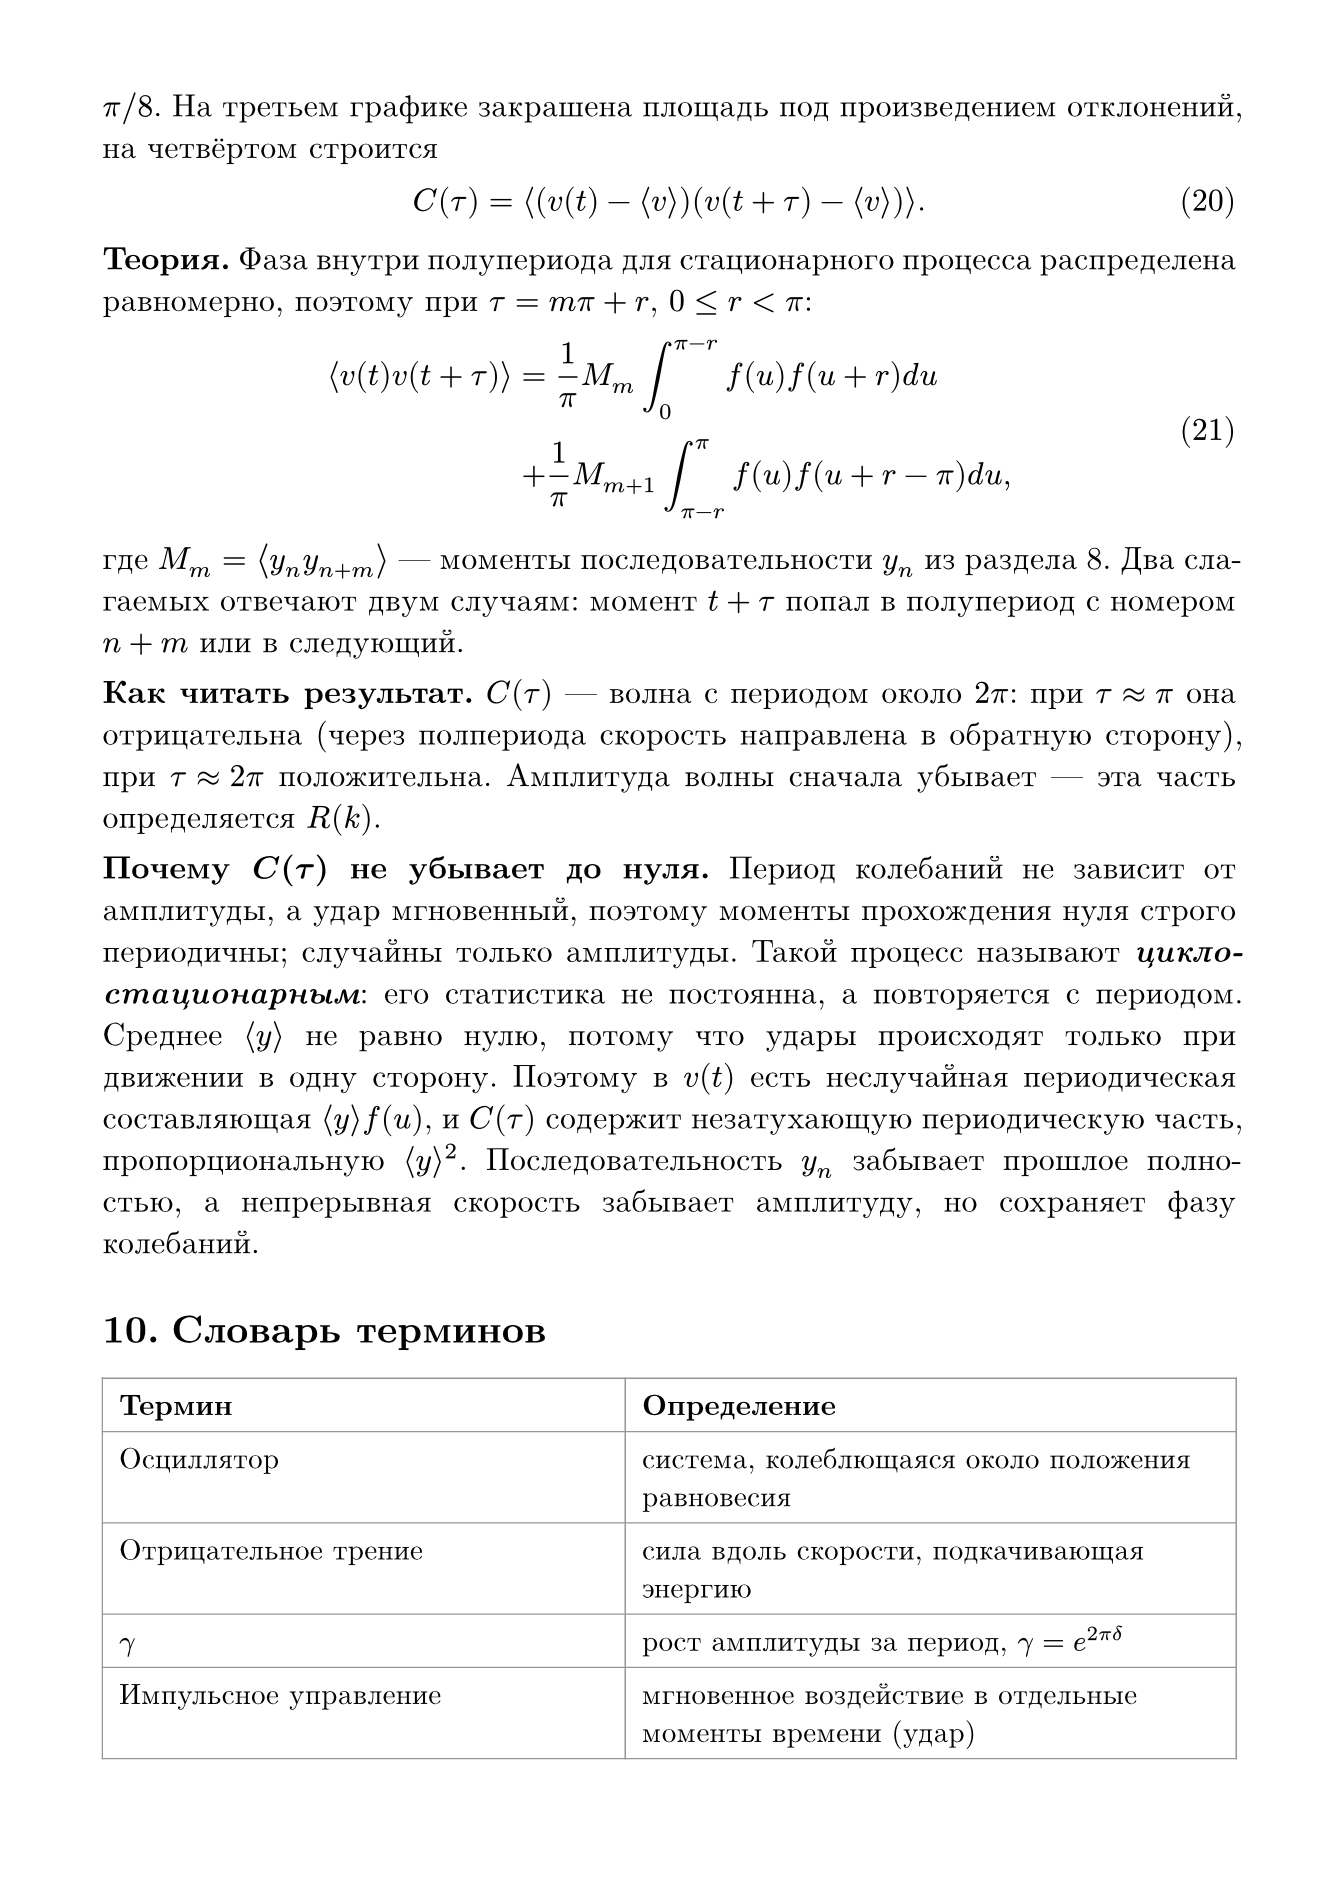 π/8. На третьем графике закрашена площадь под произведением отклонений,
на четвёртом строится
C(τ) = ⟨(v(t) − ⟨v⟩)(v(t + τ) − ⟨v⟩)⟩. (20)
Теория. Фаза внутри полупериода для стационарного процесса распределена
равномерно, поэтому при τ = mπ + r, 0 ≤ r < π:
⟨v(t)v(t + τ)⟩ = \frac{1}{π} M_m ∫_0^{π−r} f(u)f(u + r)du
+ \frac{1}{π} M_{m+1} ∫_{π−r}^{π} f(u)f(u + r − π)du, (21)
где M_m = ⟨y_n y_{n+m}⟩ — моменты последовательности y_n из раздела 8. Два сла-
гаемых отвечают двум случаям: момент t + τ попал в полупериод с номером
n + m или в следующий.
Как читать результат. C(τ) — волна с периодом около 2π: при τ ≈ π она
отрицательна (через полпериода скорость направлена в обратную сторону),
при τ ≈ 2π положительна. Амплитуда волны сначала убывает — эта часть
определяется R(k).
Почему C(τ) не убывает до нуля. Период колебаний не зависит от
амплитуды, а удар мгновенный, поэтому моменты прохождения нуля строго
периодичны; случайны только амплитуды. Такой процесс называют цикло-
стационарным: его статистика не постоянна, а повторяется с периодом.
Среднее ⟨y⟩ не равно нулю, потому что удары происходят только при
движении в одну сторону. Поэтому в v(t) есть неслучайная периодическая
составляющая ⟨y⟩f(u), и C(τ) содержит незатухающую периодическую часть,
пропорциональную ⟨y⟩². Последовательность y_n забывает прошлое полно-
стью, а непрерывная скорость забывает амплитуду, но сохраняет фазу
колебаний.
10. Словарь терминов
Термин Определение
Осциллятор система, колеблющаяся около положения
равновесия
Отрицательное трение сила вдоль скорости, подкачивающая
энергию
γ рост амплитуды за период, γ = e^{2πδ}
Импульсное управление мгновенное воздействие в отдельные
моменты времени (удар)